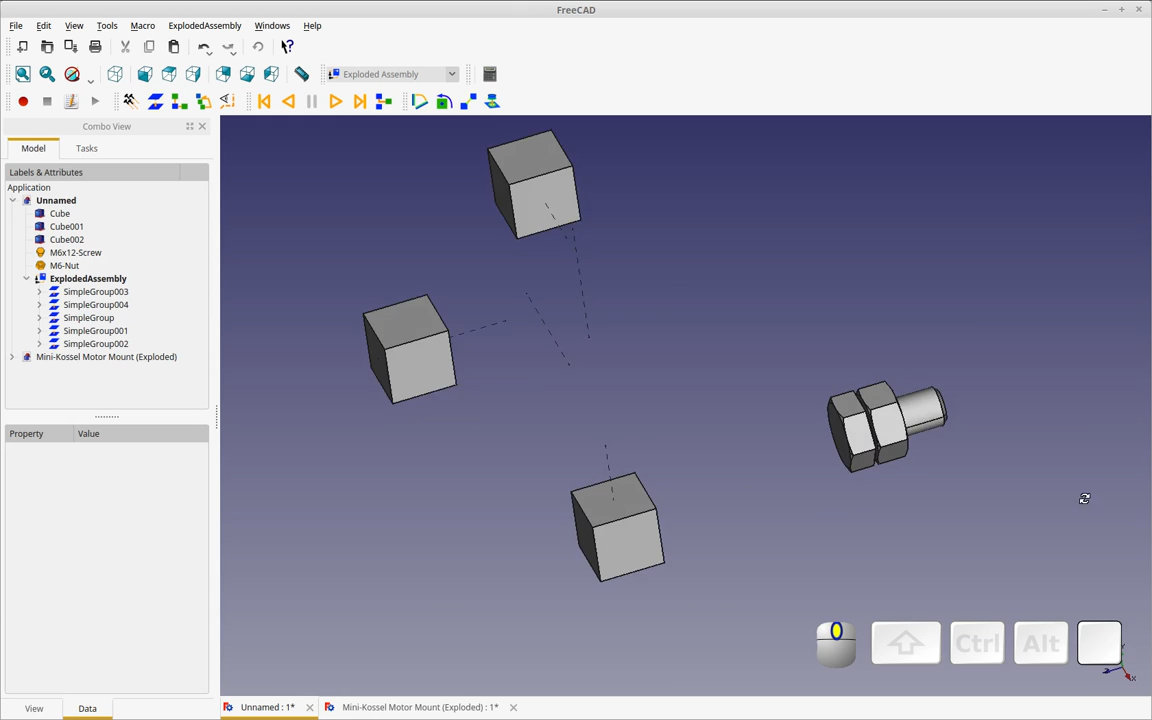 FreeCAD
File Edit View Tools Macro ExplodedAssembly Windows Help
Exploded Assembly
Combo View
Model Tasks
Labels & Attributes
Application
Unnamed
Cube
Cube001
Cube002
M6x12-Screw
M6-Nut
ExplodedAssembly
SimpleGroup003
SimpleGroup004
SimpleGroup
SimpleGroup001
SimpleGroup002
Mini-Kossel Motor Mount (Exploded)
Property Value
Ctrl Alt
View Data
Unnamed : 1* Mini-Kossel Motor Mount (Exploded) : 1*